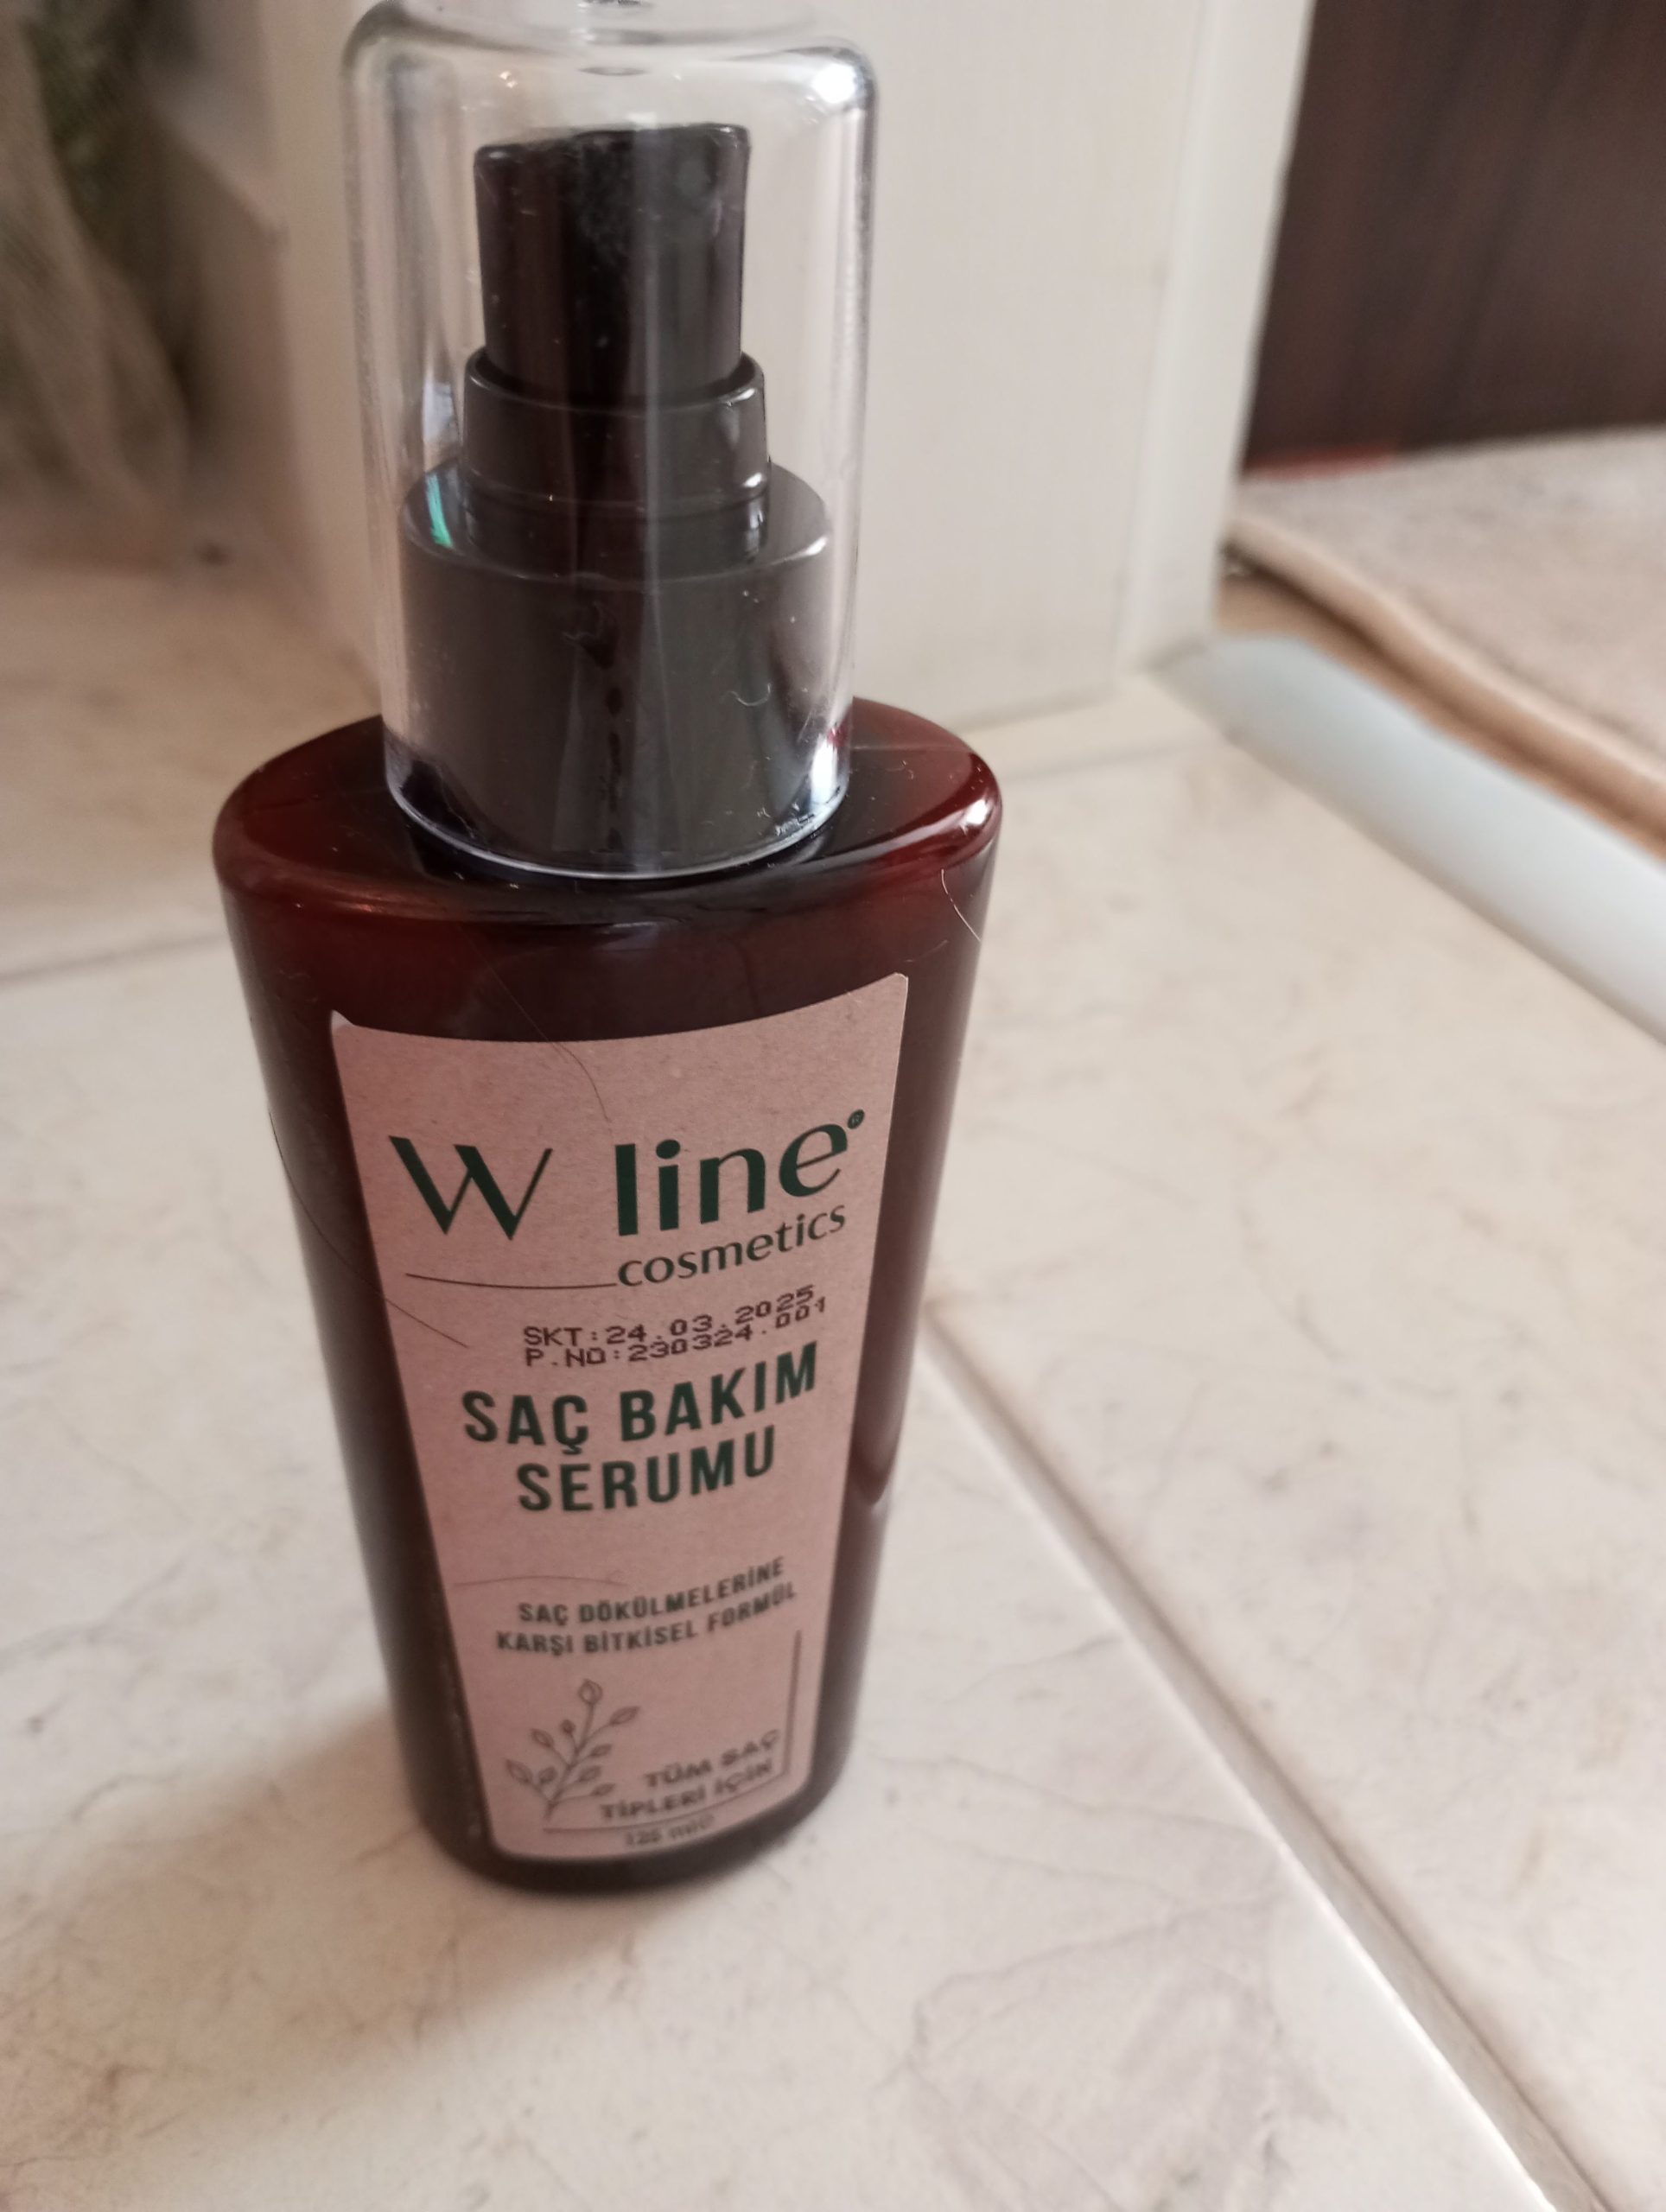 W line®
cosmetics
SKT:24.03.2025
P.NO:230324.001
SAÇ BAKIM
SERUMU
SAÇ DÖKÜLMELERİNE
KARŞI BİTKİSEL FORMÜL
TÜM SAÇ
TİPLERİ İÇİN